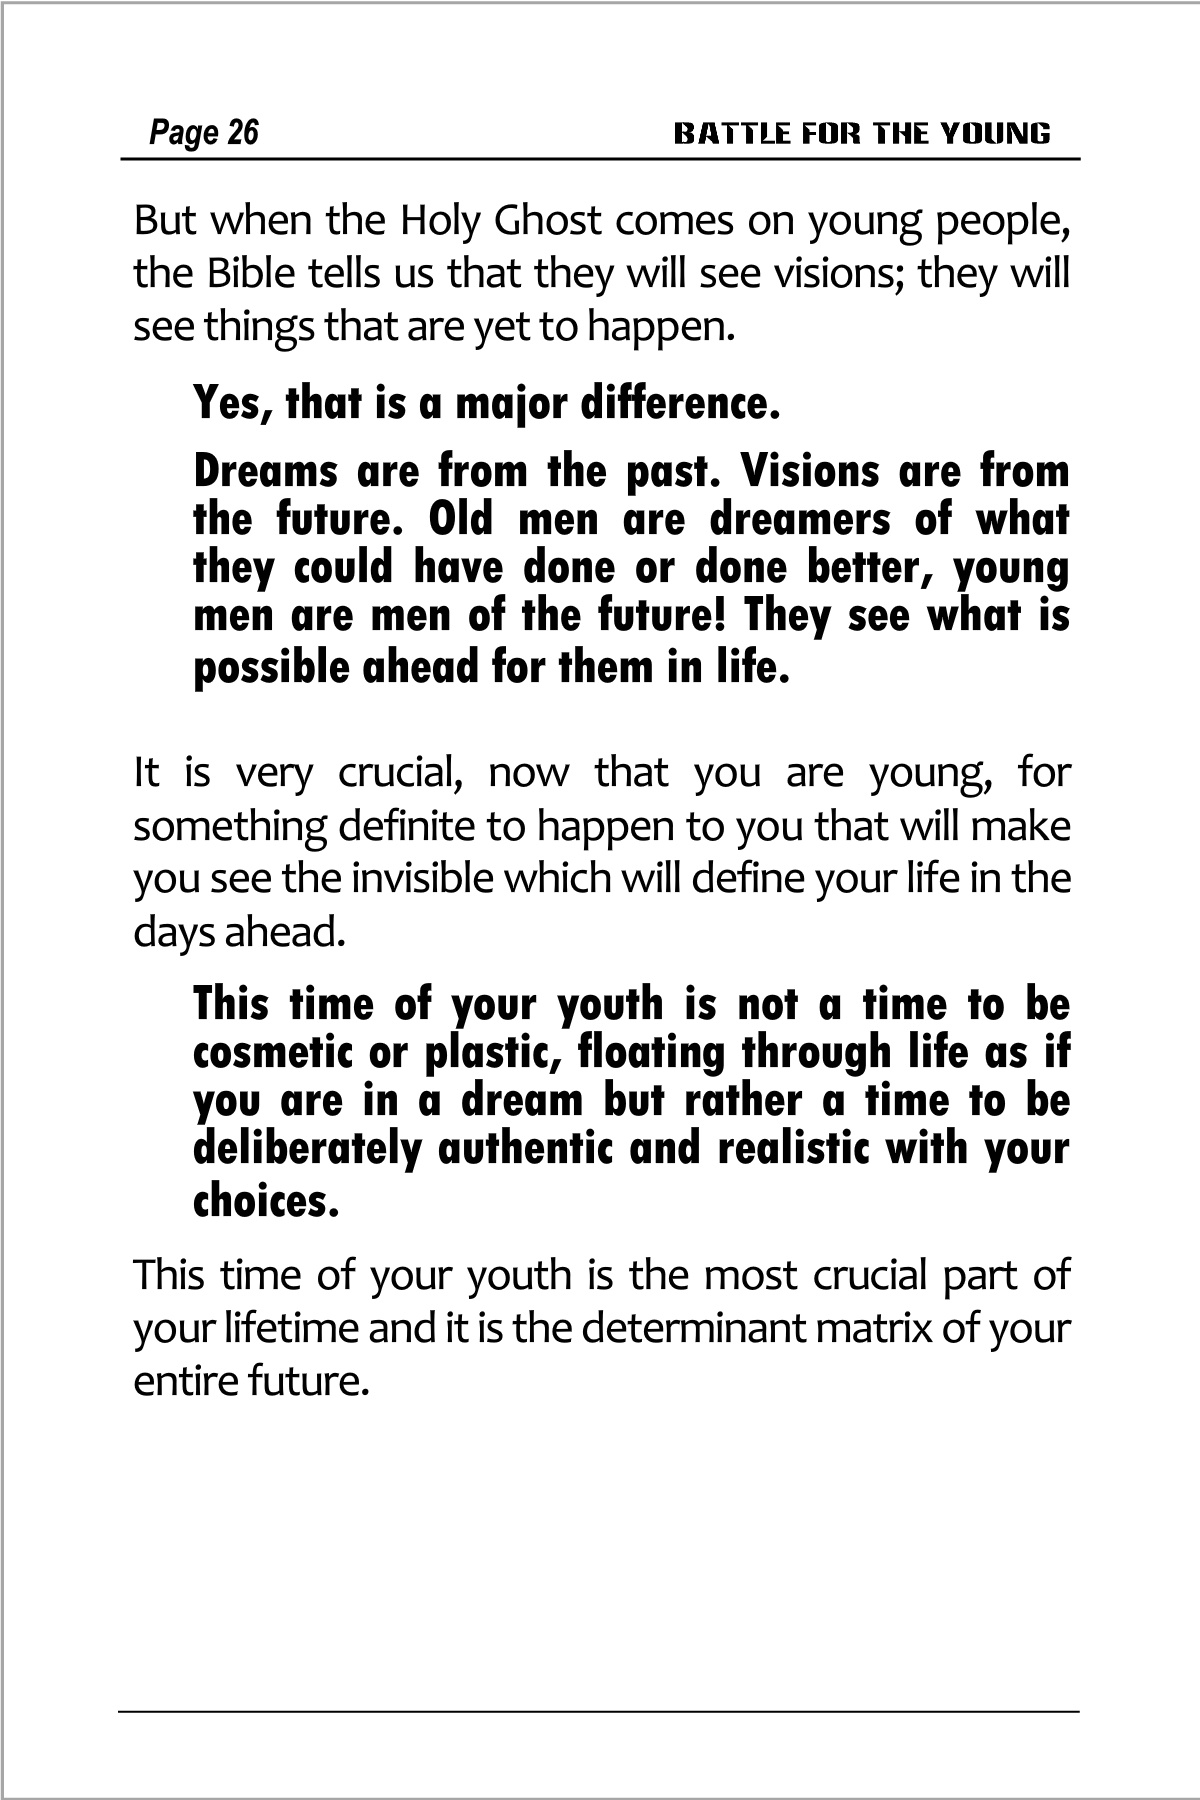 Page 26 BATTLE FOR THE YOUNG
But when the Holy Ghost comes on young people,
the Bible tells us that they will see visions; they will
see things that are yet to happen.
Yes, that is a major difference.
Dreams are from the past. Visions are from
the future. Old men are dreamers of what
they could have done or done better, young
men are men of the future! They see what is
possible ahead for them in life.
It is very crucial, now that you are young, for
something definite to happen to you that will make
you see the invisible which will define your life in the
days ahead.
This time of your youth is not a time to be
cosmetic or plastic, floating through life as if
you are in a dream but rather a time to be
deliberately authentic and realistic with your
choices.
This time of your youth is the most crucial part of
your lifetime and it is the determinant matrix of your
entire future.